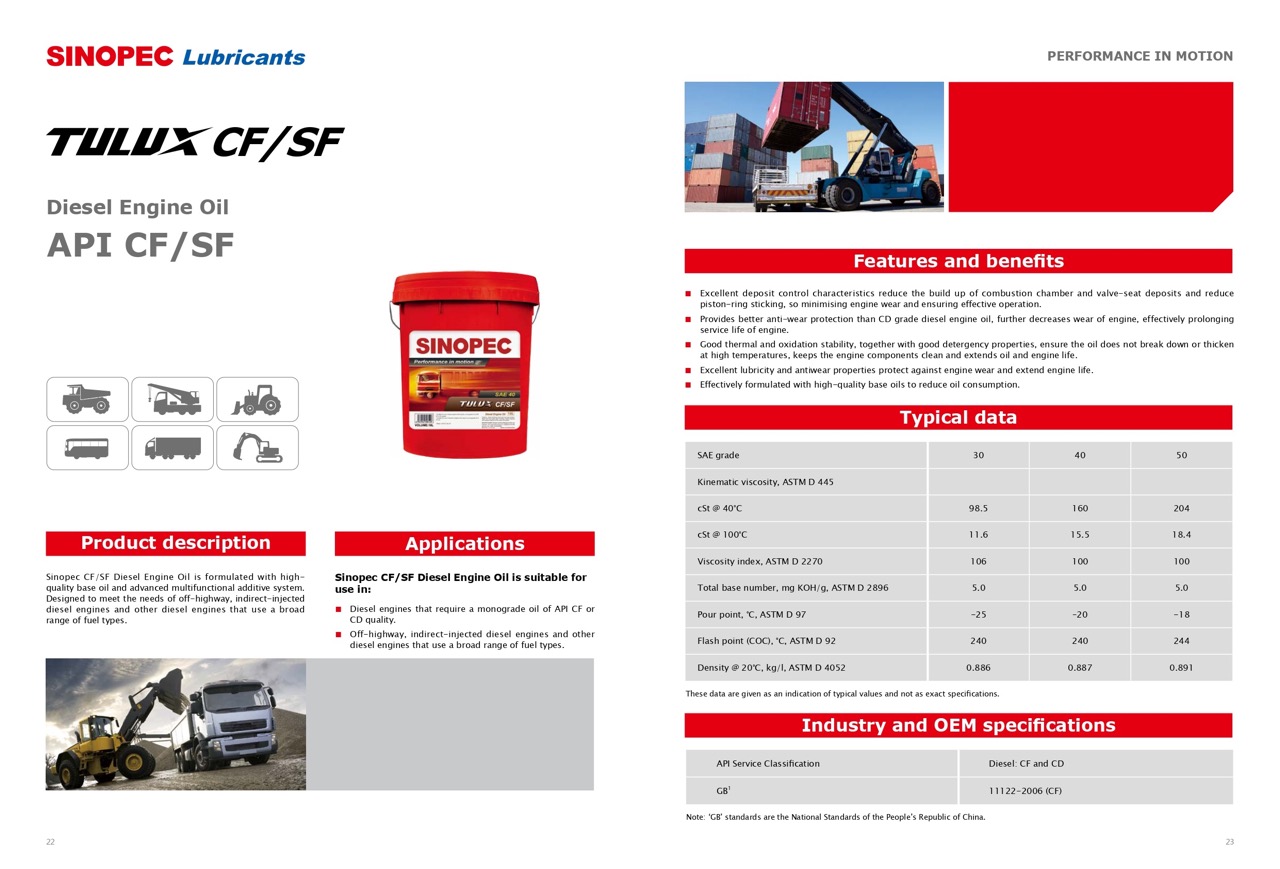 SINOPEC Lubricants
TULUX CF/SF
Diesel Engine Oil
API CF/SF
SINOPEC
Performance in motion
SAE 40
TULUX CF/SF
Product description
Sinopec CF/SF Diesel Engine Oil is formulated with high-
quality base oil and advanced multifunctional additive system.
Designed to meet the needs of off-highway, indirect-injected
diesel engines and other diesel engines that use a broad
range of fuel types.
Applications
Sinopec CF/SF Diesel Engine Oil is suitable for
use in:
■ Diesel engines that require a monograde oil of API CF or
CD quality.
■ Off-highway, indirect-injected diesel engines and other
diesel engines that use a broad range of fuel types.
22
PERFORMANCE IN MOTION
Features and benefits
■ Excellent deposit control characteristics reduce the build up of combustion chamber and valve-seat deposits and reduce
piston-ring sticking, so minimising engine wear and ensuring effective operation.
■ Provides better anti-wear protection than CD grade diesel engine oil, further decreases wear of engine, effectively prolonging
service life of engine.
■ Good thermal and oxidation stability, together with good detergency properties, ensure the oil does not break down or thicken
at high temperatures, keeps the engine components clean and extends oil and engine life.
■ Excellent lubricity and antiwear properties protect against engine wear and extend engine life.
■ Effectively formulated with high-quality base oils to reduce oil consumption.
Typical data
SAE grade 30 40 50
Kinematic viscosity, ASTM D 445
cSt @ 40°C 98.5 160 204
cSt @ 100°C 11.6 15.5 18.4
Viscosity index, ASTM D 2270 106 100 100
Total base number, mg KOH/g, ASTM D 2896 5.0 5.0 5.0
Pour point, °C, ASTM D 97 -25 -20 -18
Flash point (COC), °C, ASTM D 92 240 240 244
Density @ 20°C, kg/l, ASTM D 4052 0.886 0.887 0.891
These data are given as an indication of typical values and not as exact specifications.
Industry and OEM specifications
API Service Classification Diesel: CF and CD
GB¹ 11122-2006 (CF)
Note: 'GB' standards are the National Standards of the People's Republic of China.
23